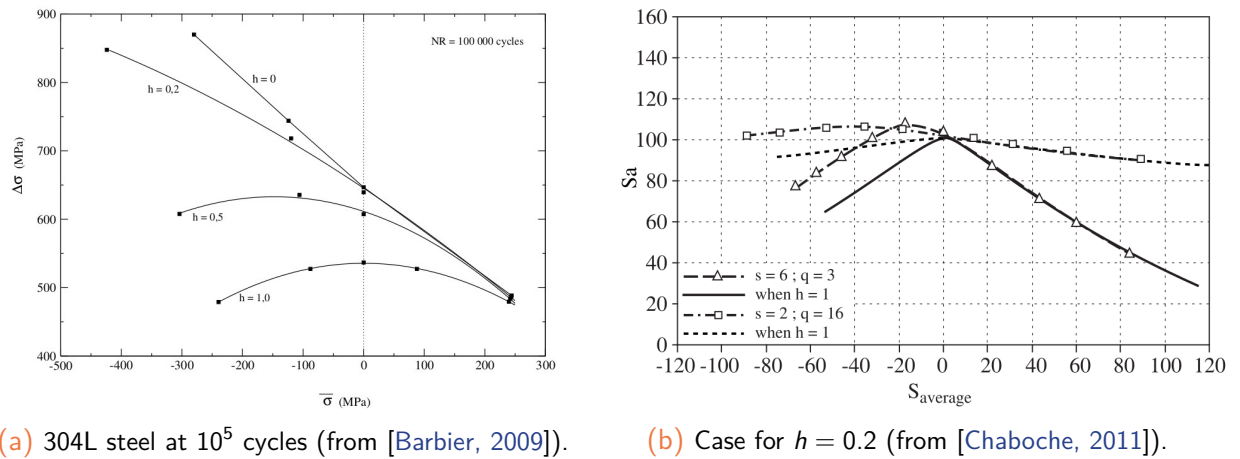 900
800
700
600
500
400
Δσ (MPa)
NR = 100 000 cycles
h = 0
h = 0,2
h = 0,5
h = 1,0
-500 -400 -300 -200 -100 0 100 200 300
σ̅ (MPa)
(a) 304L steel at 10⁵ cycles (from [Barbier, 2009]).
160
140
120
100
80
60
40
20
0
Sa
s = 6 ; q = 3
when h = 1
s = 2 ; q = 16
when h = 1
-120 -100 -80 -60 -40 -20 0 20 40 60 80 100 120
S average
(b) Case for h = 0.2 (from [Chaboche, 2011]).